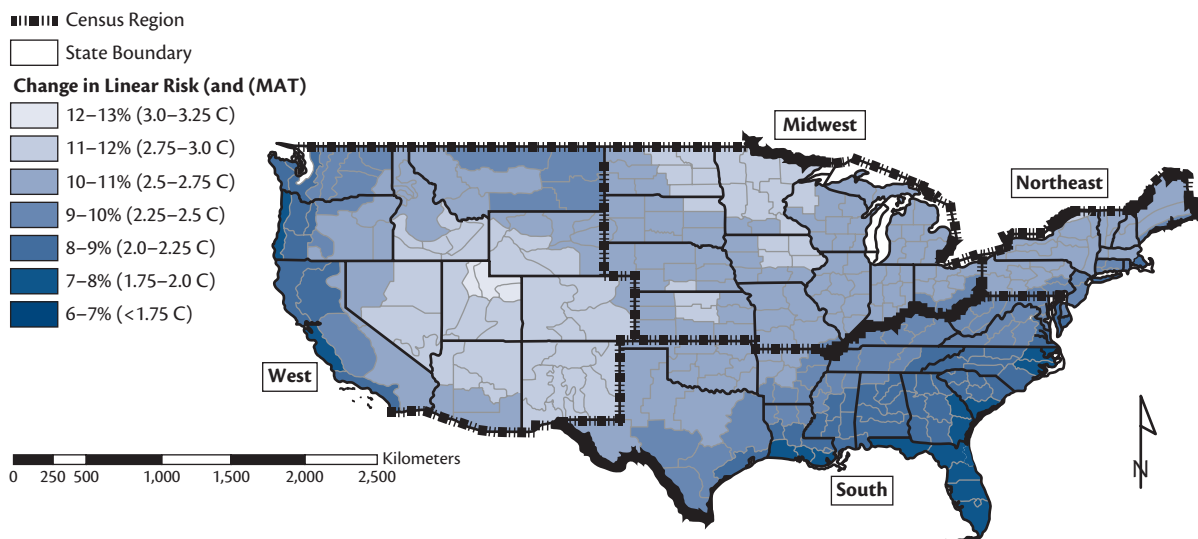 Census Region
State Boundary
Change in Linear Risk (and (MAT)
12–13% (3.0–3.25 C)
11–12% (2.75–3.0 C)
10–11% (2.5–2.75 C)
9–10% (2.25–2.5 C)
8–9% (2.0–2.25 C)
7–8% (1.75–2.0 C)
6–7% (<1.75 C)
Midwest
Northeast
West
South
Kilometers
0 250 500 1,000 1,500 2,000 2,500
N